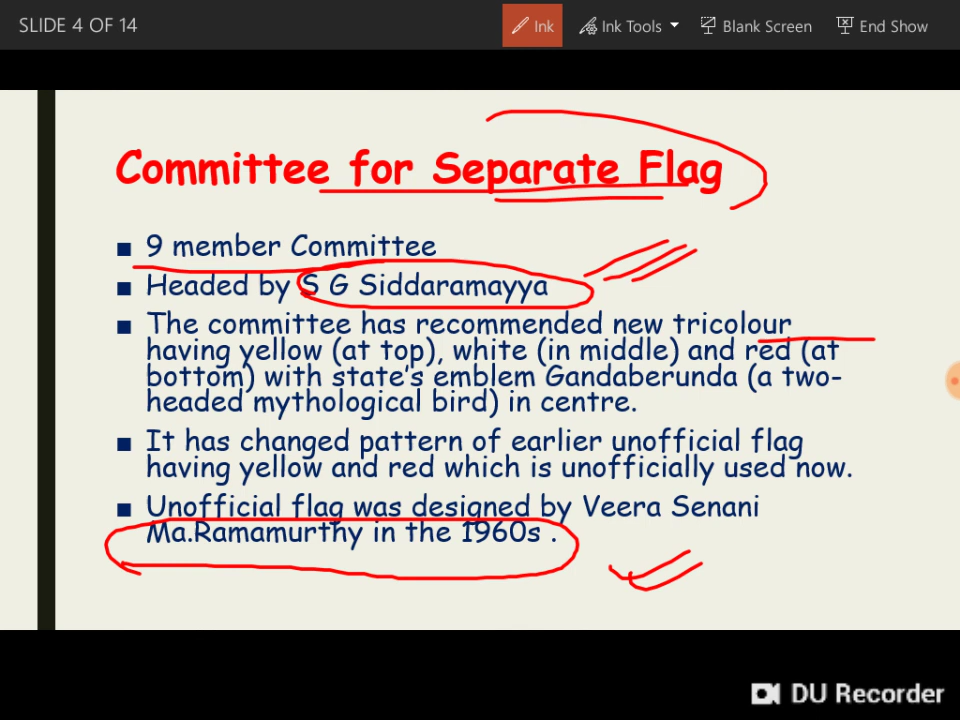 SLIDE 4 OF 14
Ink
Ink Tools
Blank Screen
End Show
Committee for Separate Flag
■ 9 member Committee
■ Headed by S G Siddaramayya
■ The committee has recommended new tricolour
having yellow (at top), white (in middle) and red (at
bottom) with state's emblem Gandaberunda (a two-
headed mythological bird) in centre.
■ It has changed pattern of earlier unofficial flag
having yellow and red which is unofficially used now.
■ Unofficial flag was designed by Veera Senani
Ma.Ramamurthy in the 1960s .
DU Recorder